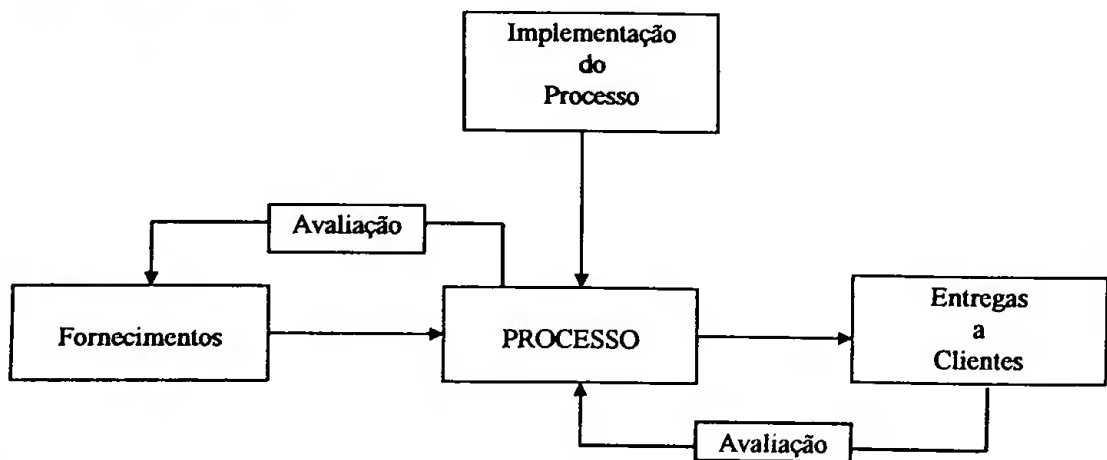 Implementação
do
Processo
Avaliação
Fornecimentos
PROCESSO
Entregas
a
Clientes
Avaliação